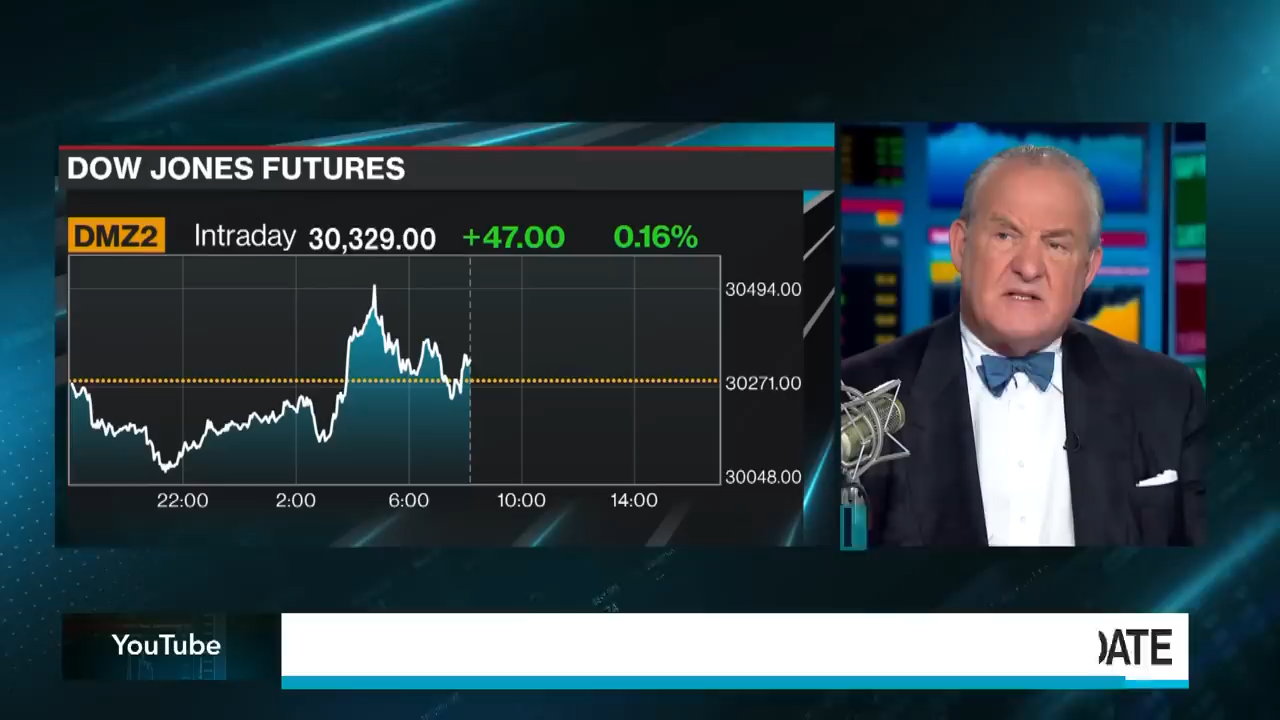 DOW JONES FUTURES
DMZ2 Intraday 30,329.00 +47.00 0.16%
30494.00
30271.00
30048.00
22:00 2:00 6:00 10:00 14:00
YouTube
ATE